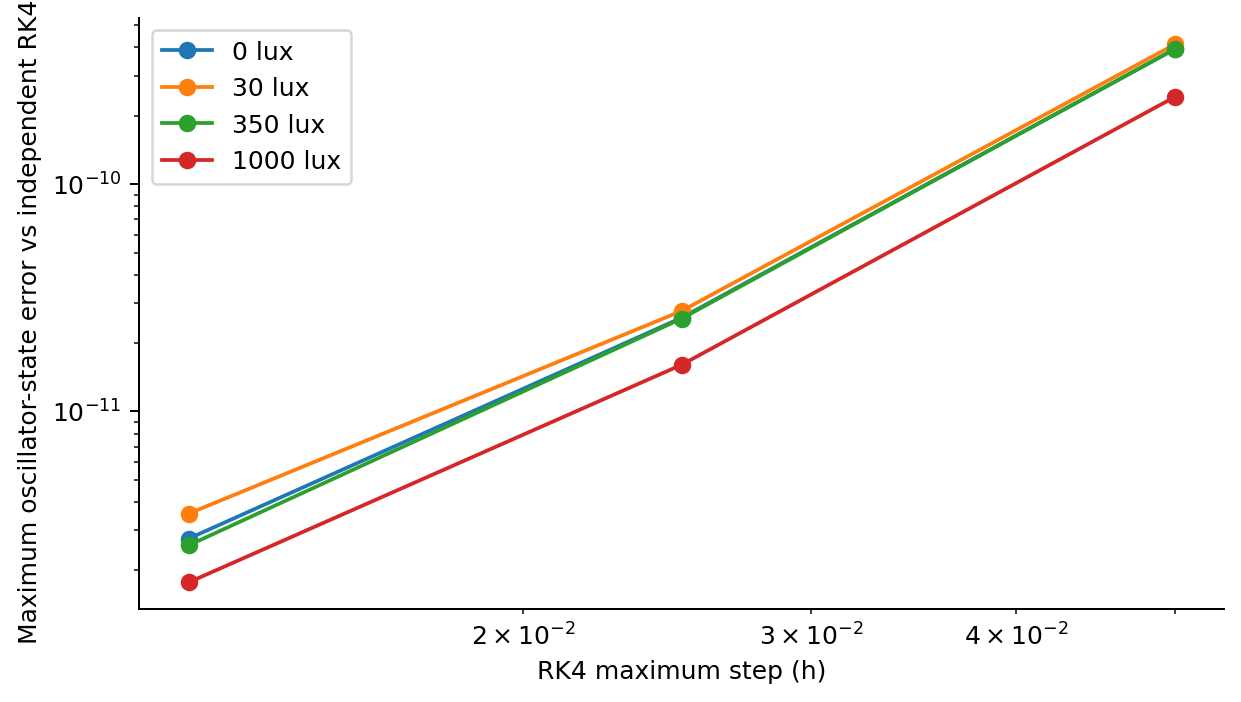 Maximum oscillator-state error vs independent RK4
0 lux
30 lux
350 lux
1000 lux
10⁻¹⁰
10⁻¹¹
2 × 10⁻²
3 × 10⁻²
4 × 10⁻²
RK4 maximum step (h)